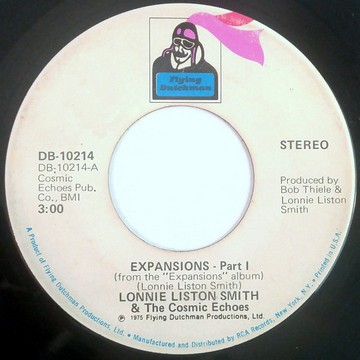 Flying
Dutchman
DB-10214
DB-10214-A
Cosmic
Echoes Pub.
Co., BMI
3:00
STEREO
Produced by
Bob Thiele &
Lonnie Liston
Smith
EXPANSIONS - Part I
(from the "Expansions" album)
(Lonnie Liston Smith)
LONNIE LISTON SMITH
& The Cosmic Echoes
℗ 1975 Flying Dutchman Productions, Ltd.
A Product of Flying Dutchman Productions Ltd. Mfd. • Manufactured and Distributed by RCA Records, New York, N.Y. • Printed in U.S.A.